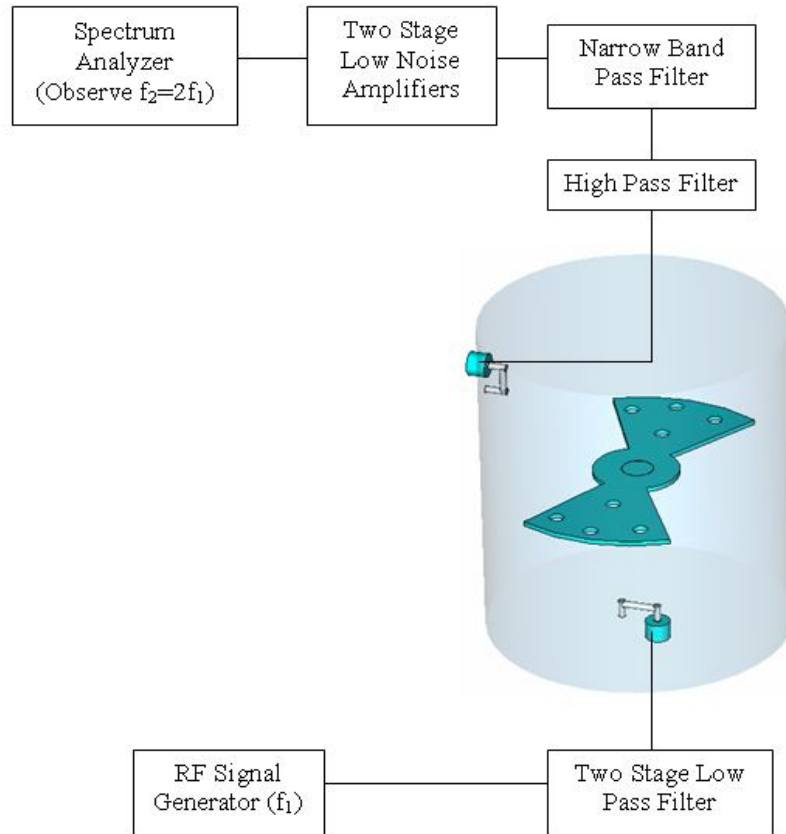 Spectrum
Analyzer
(Observe f₂=2f₁)
Two Stage
Low Noise
Amplifiers
Narrow Band
Pass Filter
High Pass Filter
RF Signal
Generator (f₁)
Two Stage Low
Pass Filter